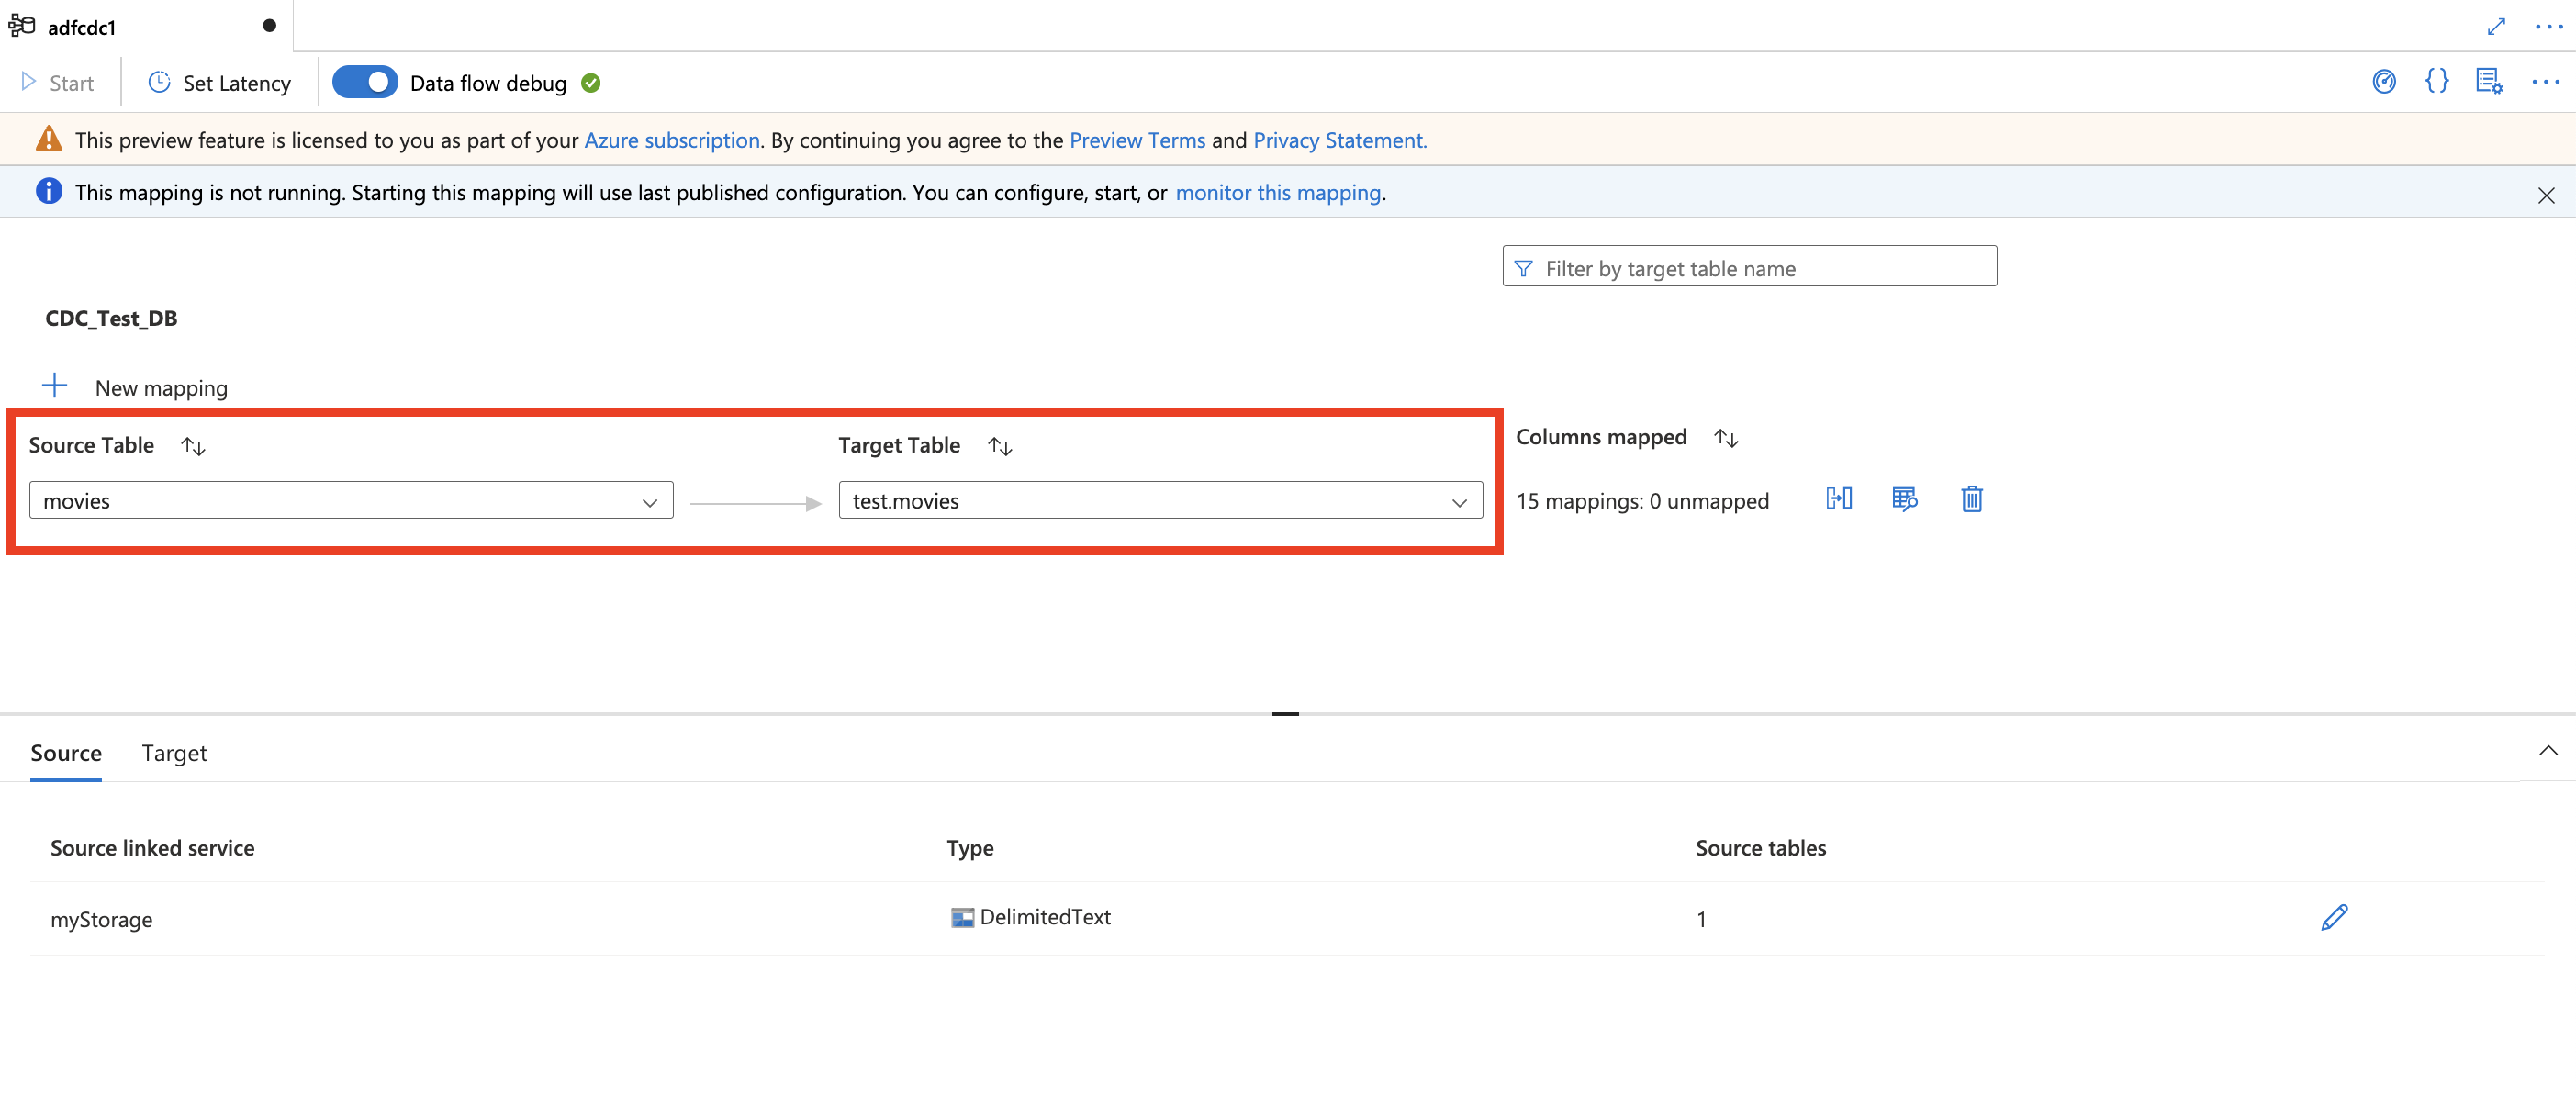 adfcdc1
Start
Set Latency
Data flow debug
This preview feature is licensed to you as part of your Azure subscription. By continuing you agree to the Preview Terms and Privacy Statement.
This mapping is not running. Starting this mapping will use last published configuration. You can configure, start, or monitor this mapping.
Filter by target table name
CDC_Test_DB
New mapping
Source Table
Target Table
Columns mapped
movies
test.movies
15 mappings: 0 unmapped
Source
Target
Source linked service
Type
Source tables
myStorage
DelimitedText
1